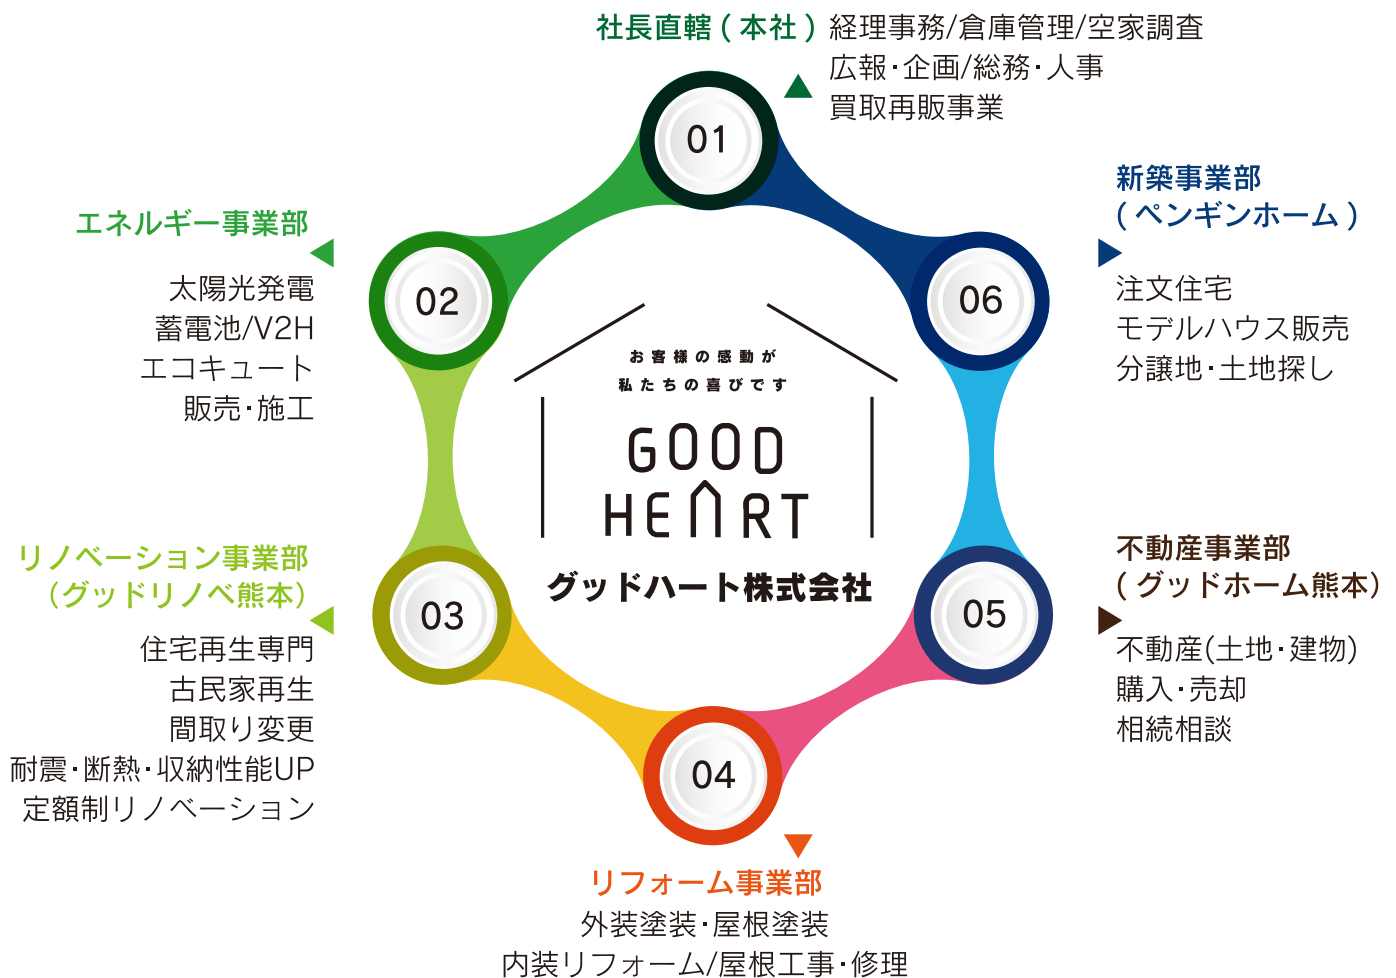 社長直轄 ( 本社 ) 経理事務/倉庫管理/空家調査
広報・企画/総務・人事
買取再販事業
01
エネルギー事業部
太陽光発電
蓄電池/V2H
エコキュート
販売・施工
02
新築事業部
( ペンギンホーム )
注文住宅
モデルハウス販売
分譲地・土地探し
06
お客様の感動が
私たちの喜びです
GOOD
HEART
グッドハート株式会社
リノベーション事業部
(グッドリノベ熊本)
住宅再生専門
古民家再生
間取り変更
耐震・断熱・収納性能UP
定額制リノベーション
03
不動産事業部
( グッドホーム熊本)
不動産(土地・建物)
購入・売却
相続相談
05
04
リフォーム事業部
外装塗装・屋根塗装
内装リフォーム/屋根工事・修理